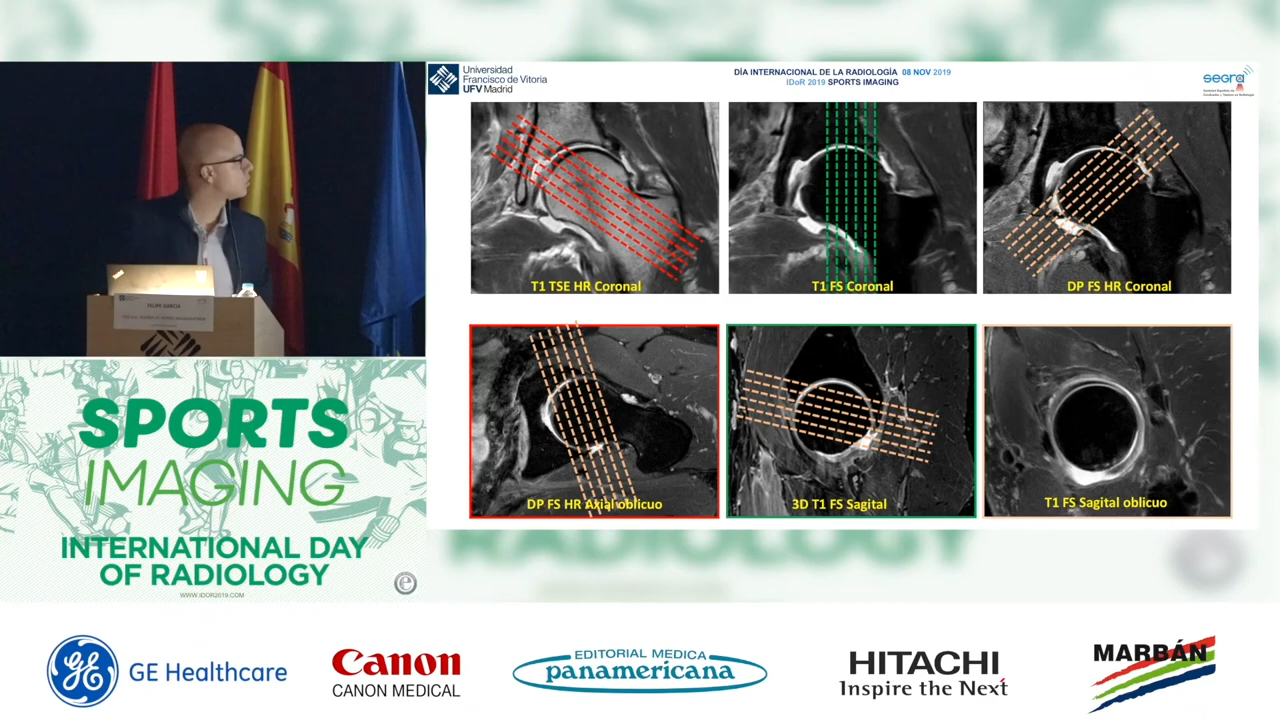 Universidad
Francisco de Vitoria
UFV Madrid
DÍA INTERNACIONAL DE LA RADIOLOGÍA 08 NOV 2019
IDoR 2019 SPORTS IMAGING
segra
T1 TSE HR Coronal
T1 FS Coronal
DP FS HR Coronal
DP FS HR Axial oblicuo
3D T1 FS Sagital
T1 FS Sagital oblicuo
SPORTS
IMAGING
INTERNATIONAL DAY
OF RADIOLOGY
WWW.IDOR2019.COM
RADIOLOGY
GE
GE Healthcare
Canon
CANON MEDICAL
EDITORIAL MEDICA
panamericana
HITACHI
Inspire the Next
MARBÁN